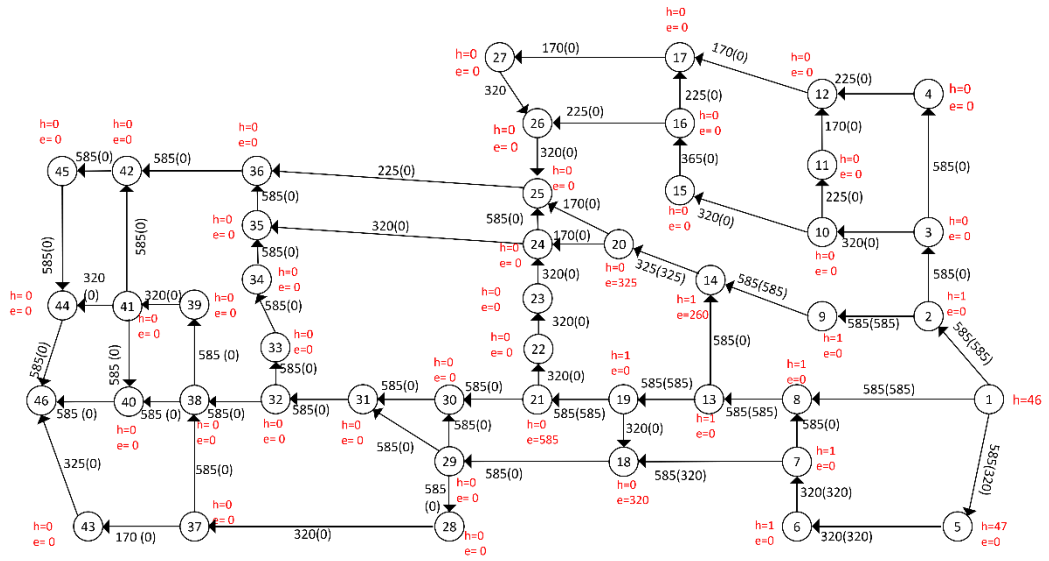 h=0
e= 0
h=0
e= 0
27
170(0)
17
170(0)
h=0
e= 0
12
225(0)
4
h=0
e= 0
320
225(0)
h=0
e= 0
26
225(0)
16
h=0
e= 0
170(0)
h=0
e= 0
h=0
e= 0
h=0
e= 0
320(0)
365(0)
11
h=0
e= 0
585(0)
45
585(0)
42
585(0)
36
225(0)
h=0
e= 0
25
15
h=0
e= 0
225(0)
585(0)
170(0)
320(0)
h=0
e= 0
35
320(0)
585(0)
24
170(0)
20
10
320(0)
3
h=0
e= 0
h=0
e= 0
h=0
e=325
h=0
e= 0
585(0)
585(0)
585(0)
34
h=0
e= 0
320(0)
325(325)
14
585(585)
585(0)
h=0
e= 0
44
320
(0)
41
320(0)
39
h=0
e= 0
23
h=0
e= 0
h=1
e=260
9
585(585)
2
h=1
e=0
h=0
e= 0
585(0)
320(0)
h=1
e=0
33
h=0
e= 0
22
h=0
e= 0
585(0)
585(585)
585(0)
585 (0)
585 (0)
585(0)
h=0
e= 0
320(0)
h=1
e=0
h=1
e=0
46
585 (0)
40
585 (0)
38
585(0)
32
585(0)
31
585(0)
30
585(0)
21
585(585)
19
585(585)
13
585(585)
8
585(585)
1
h=46
h=0
e= 0
h=0
e= 0
h=0
e= 0
h=0
e= 0
h=0
e=585
h=1
e=0
585(0)
585(0)
320(0)
585(0)
29
585(0)
18
585(320)
7
h=1
e=0
585(320)
325(0)
585(0)
585
(0)
h=0
e= 0
h=0
e=320
320(320)
h=0
e= 0
43
170 (0)
37
h=0
e= 0
320(0)
28
h=0
e= 0
h=1
e=0
6
320(320)
5
h=47
e=0